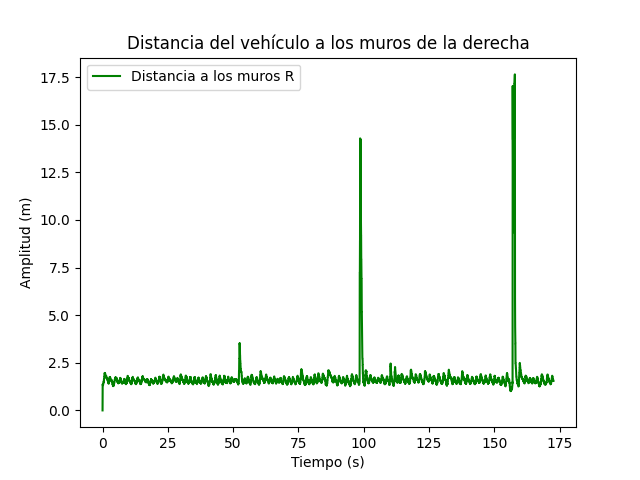 Distancia del vehículo a los muros de la derecha
Distancia a los muros R
17.5
15.0
12.5
10.0
7.5
5.0
2.5
0.0
Amplitud (m)
0 25 50 75 100 125 150 175
Tiempo (s)